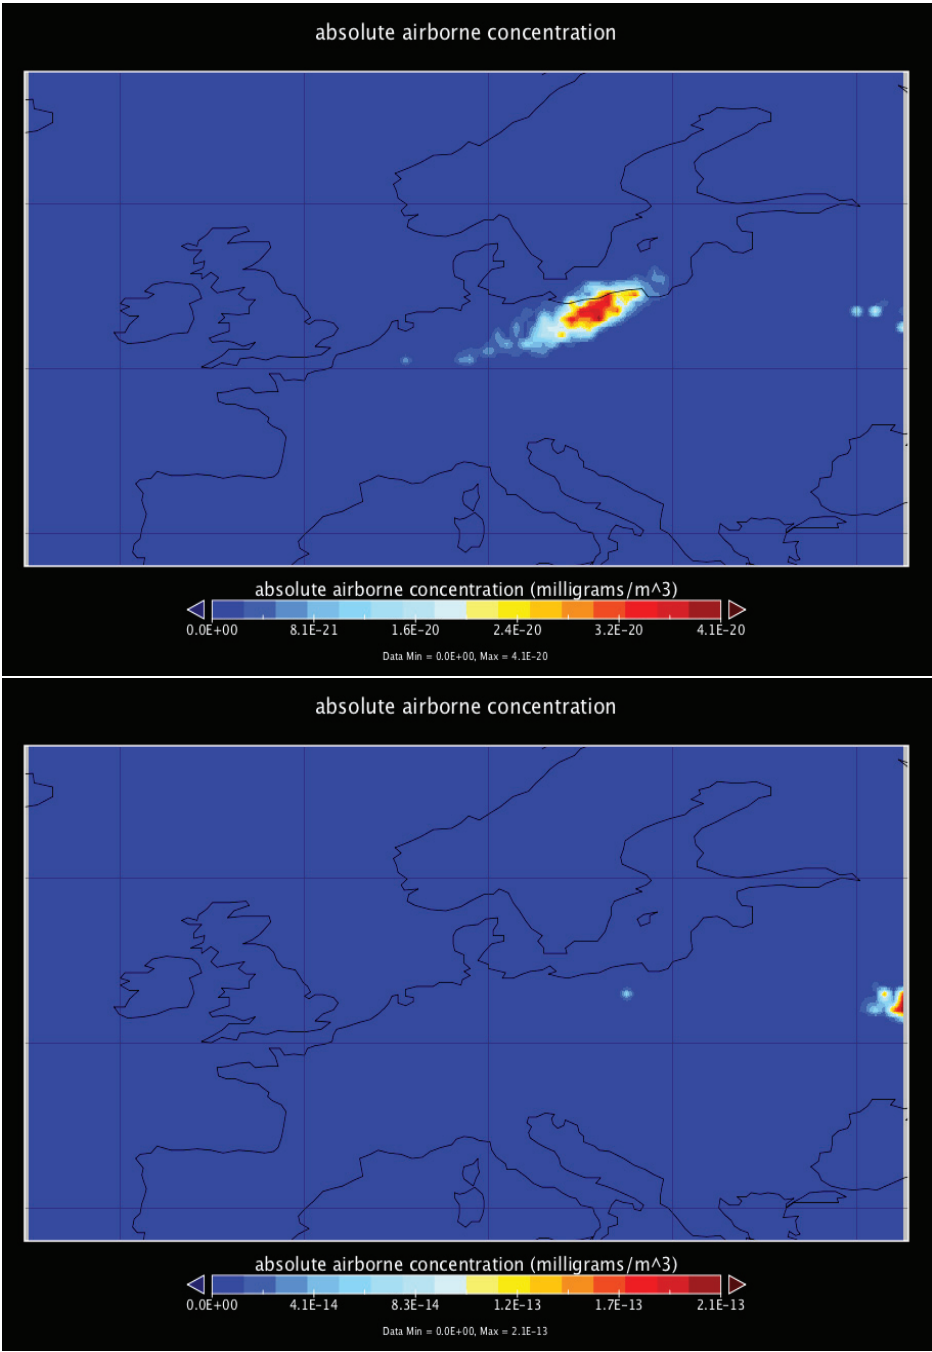 absolute airborne concentration
absolute airborne concentration (milligrams/m^3)
0.0E+00 8.1E-21 1.6E-20 2.4E-20 3.2E-20 4.1E-20
Data Min = 0.0E+00, Max = 4.1E-20
absolute airborne concentration
absolute airborne concentration (milligrams/m^3)
0.0E+00 4.1E-14 8.3E-14 1.2E-13 1.7E-13 2.1E-13
Data Min = 0.0E+00, Max = 2.1E-13